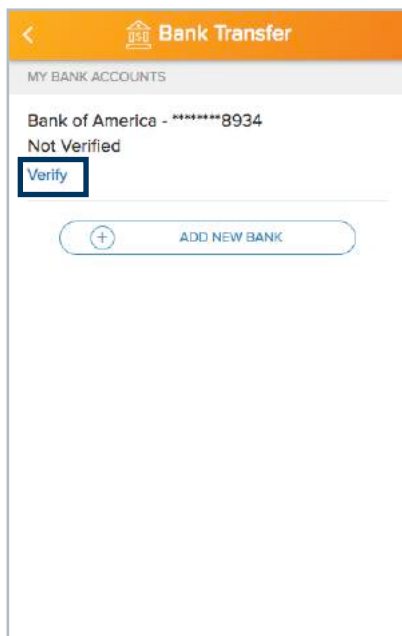 Bank Transfer
MY BANK ACCOUNTS
Bank of America - ********8934
Not Verified
Verify
ADD NEW BANK